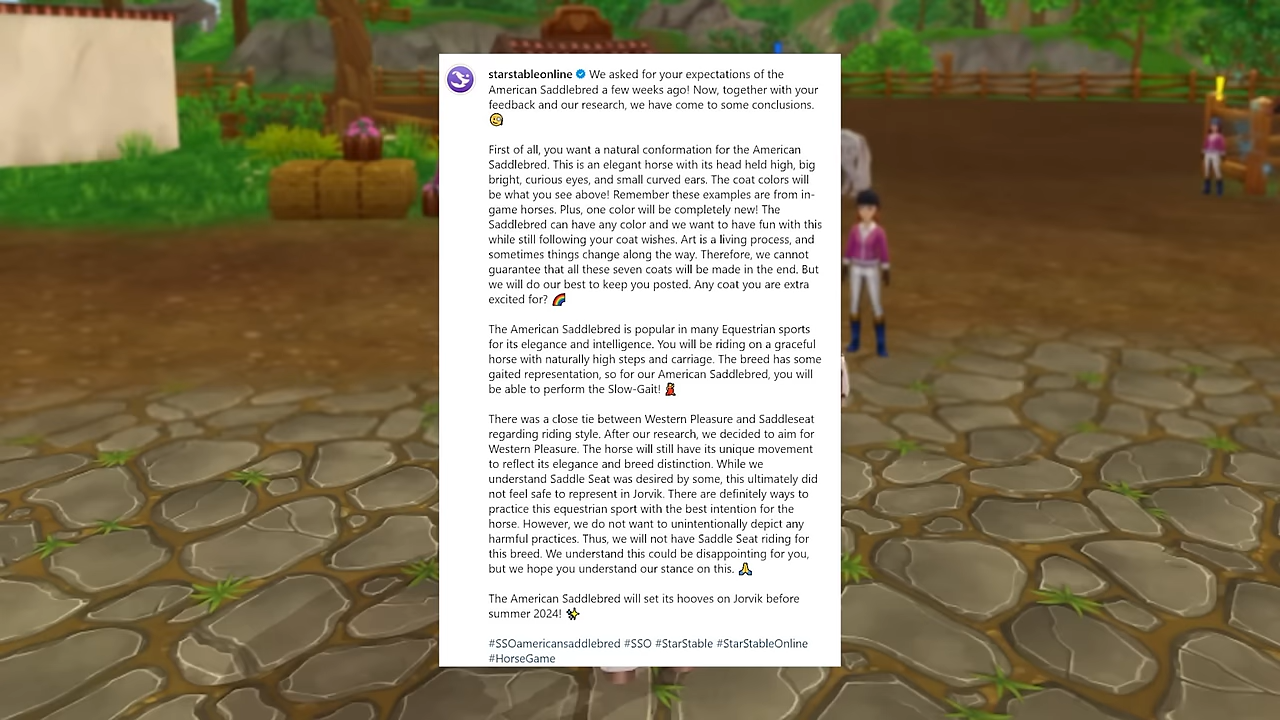 starstableonline We asked for your expectations of the
American Saddlebred a few weeks ago! Now, together with your
feedback and our research, we have come to some conclusions.
🤩
First of all, you want a natural conformation for the American
Saddlebred. This is an elegant horse with its head held high, big
bright, curious eyes, and small curved ears. The coat colors will
be what you see above! Remember these examples are from in-
game horses. Plus, one color will be completely new! The
Saddlebred can have any color and we want to have fun with this
while still following your coat wishes. Art is a living process, and
sometimes things change along the way. Therefore, we cannot
guarantee that all these seven coats will be made in the end. But
we will do our best to keep you posted. Any coat you are extra
excited for? 🌈
The American Saddlebred is popular in many Equestrian sports
for its elegance and intelligence. You will be riding on a graceful
horse with naturally high steps and carriage. The breed has some
gaited representation, so for our American Saddlebred, you will
be able to perform the Slow-Gait! 💃
There was a close tie between Western Pleasure and Saddleseat
regarding riding style. After our research, we decided to aim for
Western Pleasure. The horse will still have its unique movement
to reflect its elegance and breed distinction. While we
understand Saddle Seat was desired by some, this ultimately did
not feel safe to represent in Jorvik. There are definitely ways to
practice this equestrian sport with the best intention for the
horse. However, we do not want to unintentionally depict any
harmful practices. Thus, we will not have Saddle Seat riding for
this breed. We understand this could be disappointing for you,
but we hope you understand our stance on this. 🙏
The American Saddlebred will set its hooves on Jorvik before
summer 2024! ✨
#SSOamericansaddlebred #SSO #StarStable #StarStableOnline
#HorseGame